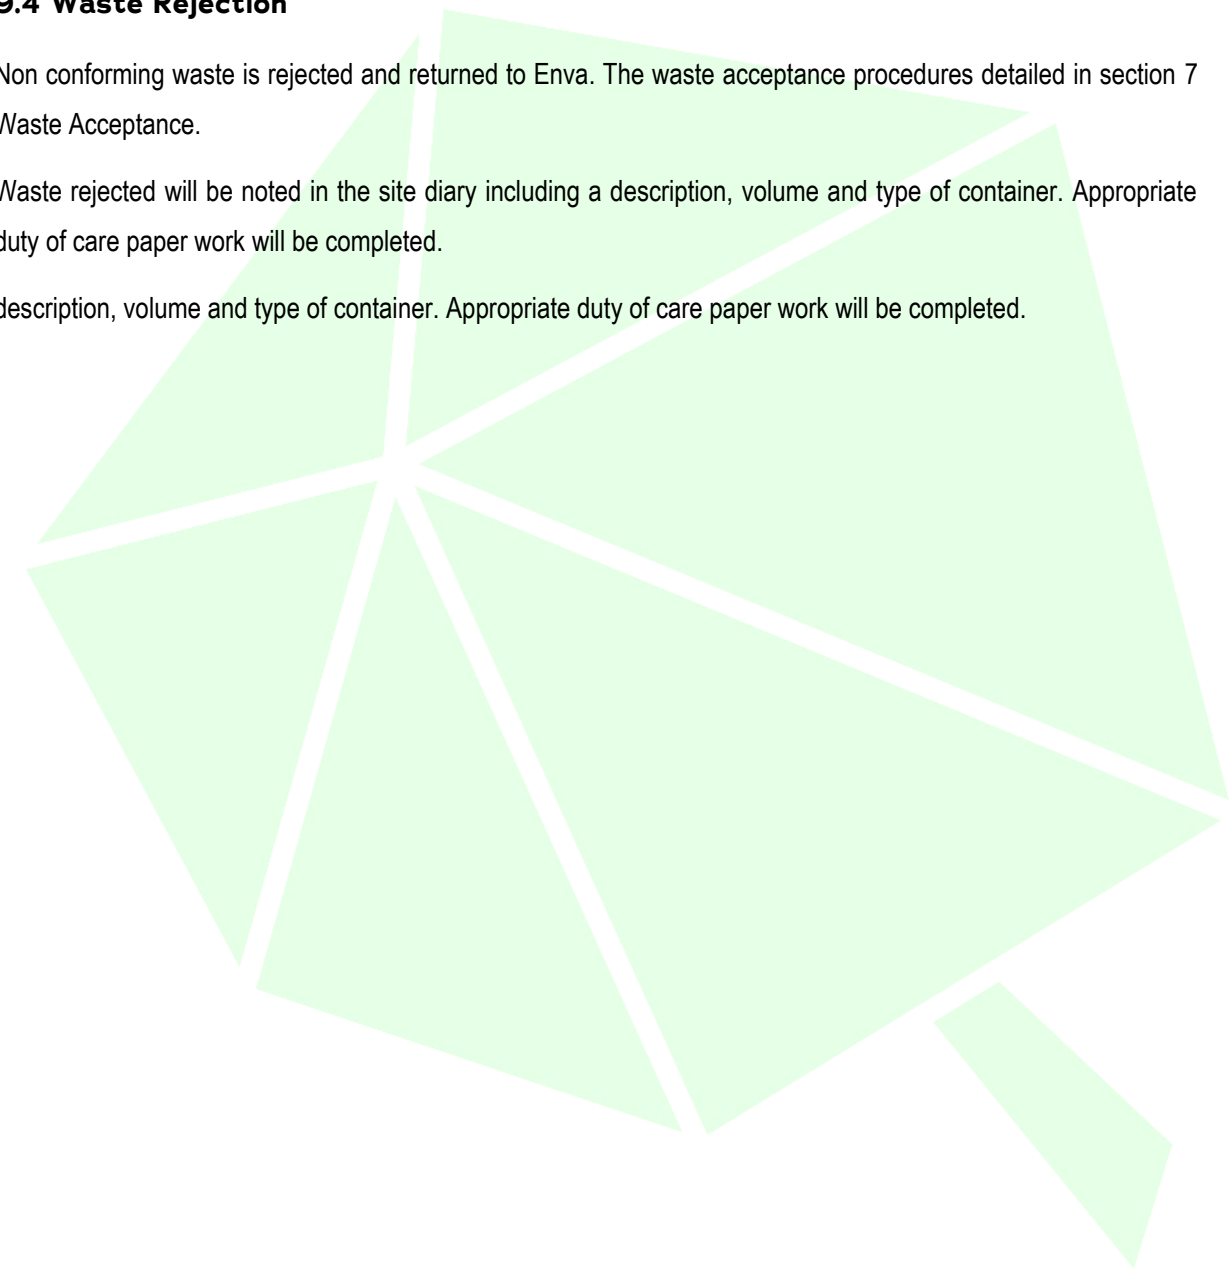 9.4 Waste Rejection
Non conforming waste is rejected and returned to Enva. The waste acceptance procedures detailed in section 7
Waste Acceptance.
Waste rejected will be noted in the site diary including a description, volume and type of container. Appropriate
duty of care paper work will be completed.
description, volume and type of container. Appropriate duty of care paper work will be completed.